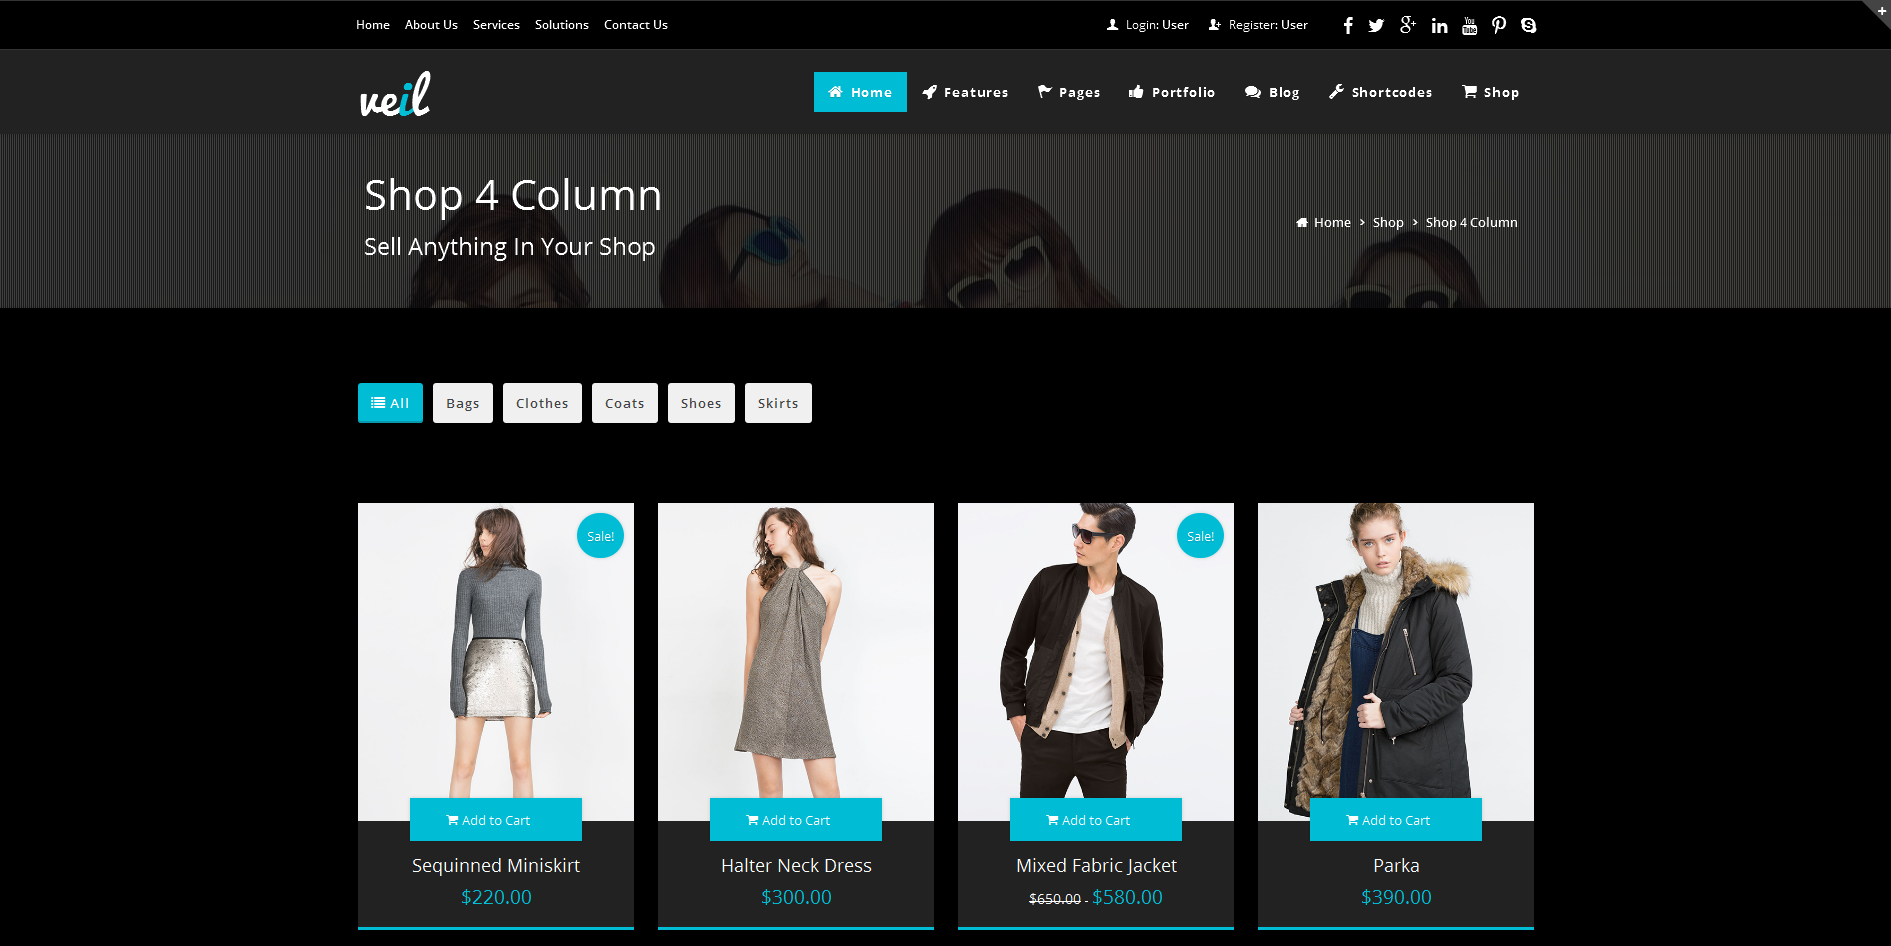 Home About Us Services Solutions Contact Us Login: User Register: User
veil
Home Features Pages Portfolio Blog Shortcodes Shop
Shop 4 Column
Sell Anything In Your Shop
Home > Shop > Shop 4 Column
All Bags Clothes Coats Shoes Skirts
Sale! Sale!
Add to Cart Add to Cart Add to Cart Add to Cart
Sequinned Miniskirt Halter Neck Dress Mixed Fabric Jacket Parka
$220.00 $300.00 $650.00 - $580.00 $390.00